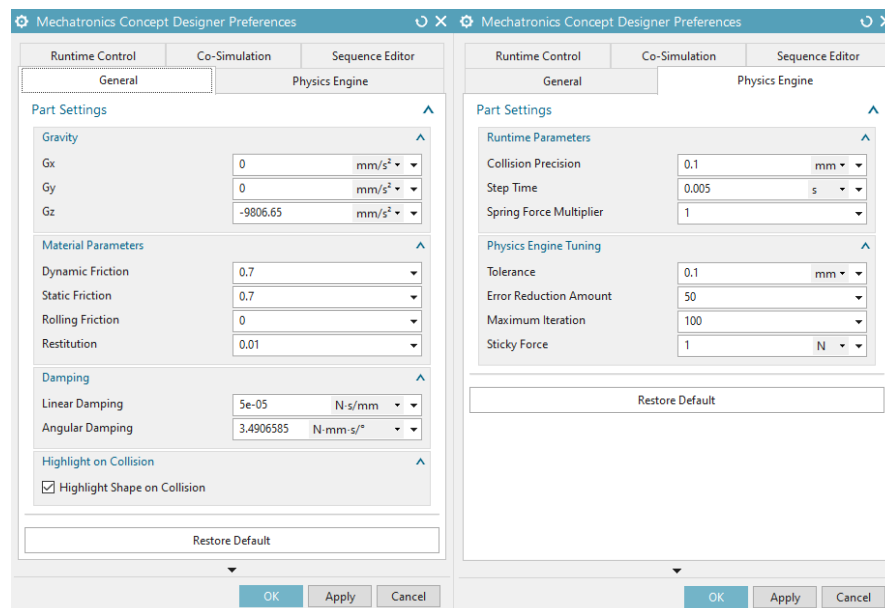 Mechatronics Concept Designer Preferences
Runtime Control Co-Simulation Sequence Editor
General Physics Engine
Part Settings
Gravity
Gx 0 mm/s²
Gy 0 mm/s²
Gz -9806.65 mm/s²
Material Parameters
Dynamic Friction 0.7
Static Friction 0.7
Rolling Friction 0
Restitution 0.01
Damping
Linear Damping 5e-05 N·s/mm
Angular Damping 3.4906585 N·mm·s/°
Highlight on Collision
Highlight Shape on Collision
Restore Default
OK Apply Cancel
Mechatronics Concept Designer Preferences
Runtime Control Co-Simulation Sequence Editor
General Physics Engine
Part Settings
Runtime Parameters
Collision Precision 0.1 mm
Step Time 0.005 s
Spring Force Multiplier 1
Physics Engine Tuning
Tolerance 0.1 mm
Error Reduction Amount 50
Maximum Iteration 100
Sticky Force 1 N
Restore Default
OK Apply Cancel